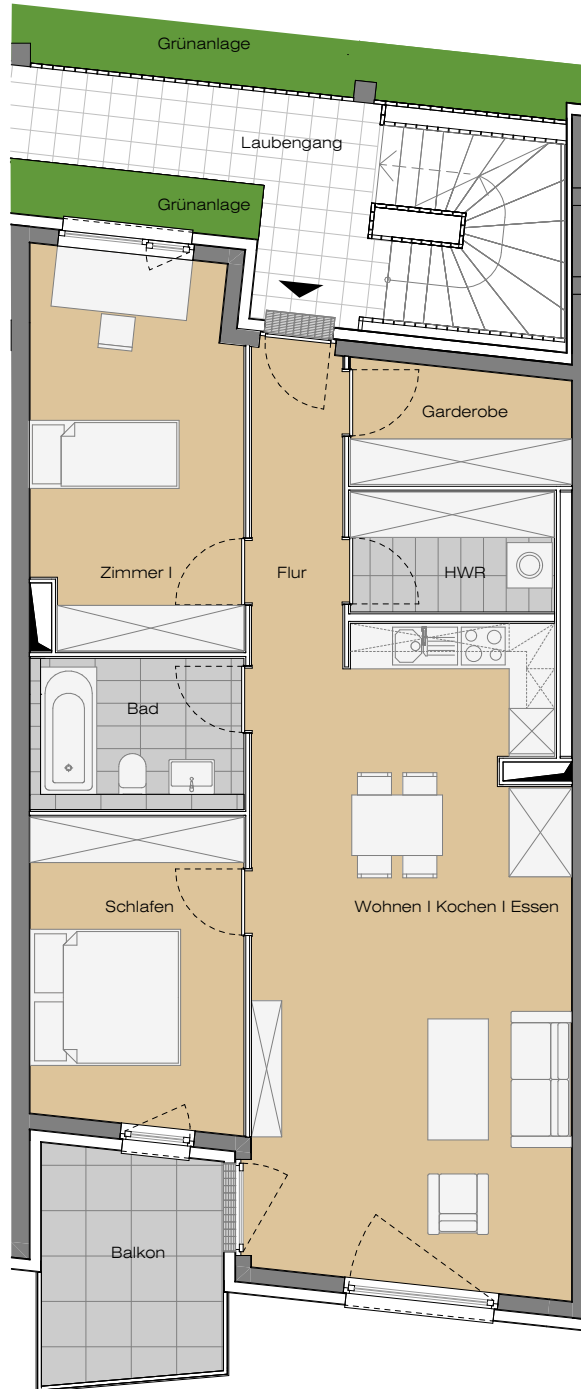 Grünanlage
Laubengang
Grünanlage
Garderobe
Zimmer I
Flur
HWR
Bad
Schlafen
Wohnen I Kochen I Essen
Balkon